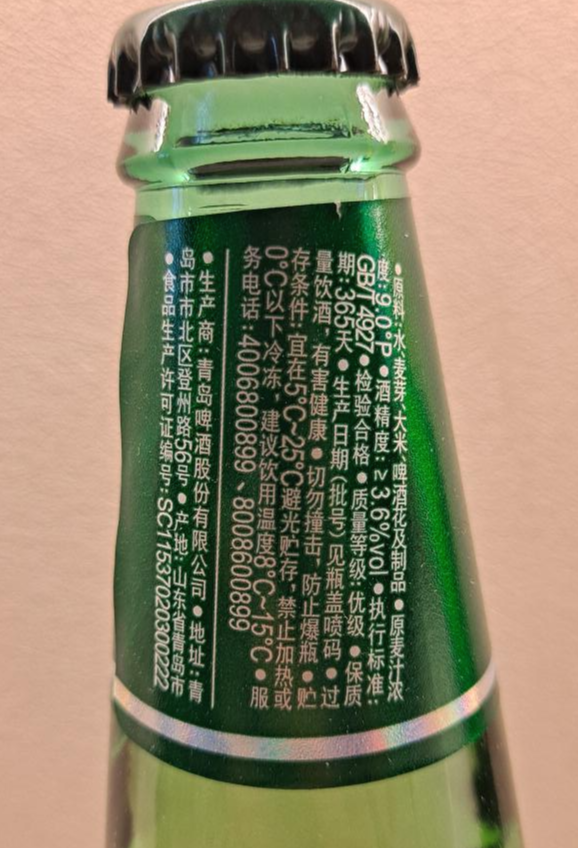 ●原料:水、麦芽、大米、啤酒花及制品●原麦汁浓
度:9.0°P●酒精度:≥3.6%vol●执行标准:
GB/T 4927●检验合格●质量等级:优级●保质
期:365天●生产日期(批号)见瓶盖喷码●过
量饮酒,有害健康●切勿撞击,防止爆瓶●贮
存条件:宜在5°C~25°C避光贮存,禁止加热或
0°C以下冷冻,建议饮用温度8°C~15°C●服
务电话:4006800899、8008600899
●生产商:青岛啤酒股份有限公司●地址:青
岛市市北区登州路56号●产地:山东省青岛市
●食品生产许可证编号:SC11537020300222